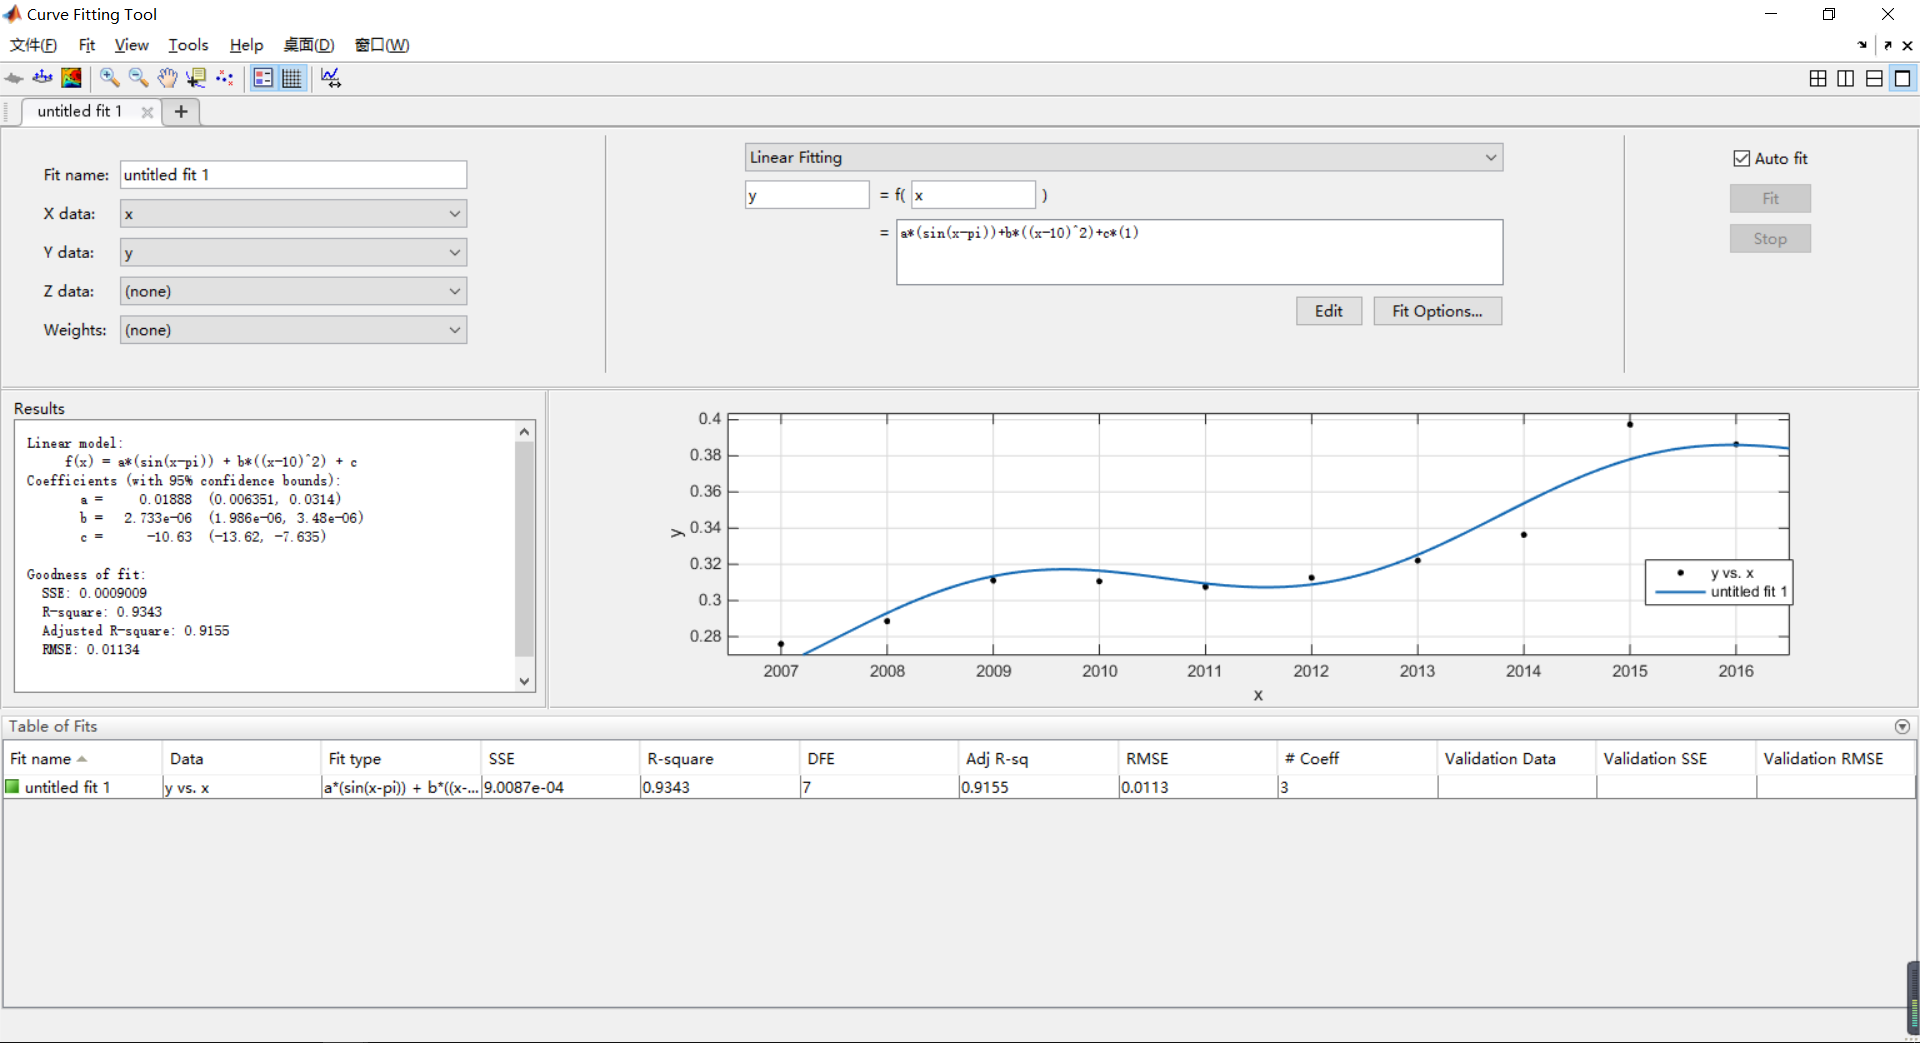 Curve Fitting Tool
文件(F) Fit View Tools Help 桌面(D) 窗口(W)
untitled fit 1
Fit name: untitled fit 1
X data: x
Y data: y
Z data: (none)
Weights: (none)
Linear Fitting
y = f( x )
= a*(sin(x-pi))+b*((x-10)^2)+c*(1)
Edit Fit Options...
Auto fit
Fit
Stop
Results
Linear model:
f(x) = a*(sin(x-pi)) + b*((x-10)^2) + c
Coefficients (with 95% confidence bounds):
a = 0.01888 (0.006351, 0.0314)
b = 2.733e-06 (1.986e-06, 3.48e-06)
c = -10.63 (-13.62, -7.635)
Goodness of fit:
SSE: 0.0009009
R-square: 0.9343
Adjusted R-square: 0.9155
RMSE: 0.01134
0.4
0.38
0.36
0.34
0.32
0.3
0.28
y
2007 2008 2009 2010 2011 2012 2013 2014 2015 2016
x
y vs. x
untitled fit 1
Table of Fits
Fit name Data Fit type SSE R-square DFE Adj R-sq RMSE # Coeff Validation Data Validation SSE Validation RMSE
untitled fit 1 y vs. x a*(sin(x-pi)) + b*((x-... 9.0087e-04 0.9343 7 0.9155 0.0113 3